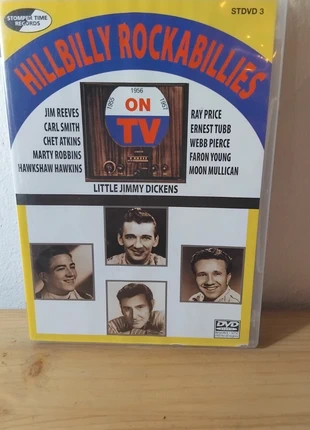 STOMPER TIME
RECORDS
STDVD 3
HILLBILLY ROCKABILLIES
1955 1956 1957
ON
TV
JIM REEVES
CARL SMITH
CHET ATKINS
MARTY ROBBINS
HAWKSHAW HAWKINS
RAY PRICE
ERNEST TUBB
WEBB PIERCE
FARON YOUNG
MOON MULLICAN
LITTLE JIMMY DICKENS
DVD